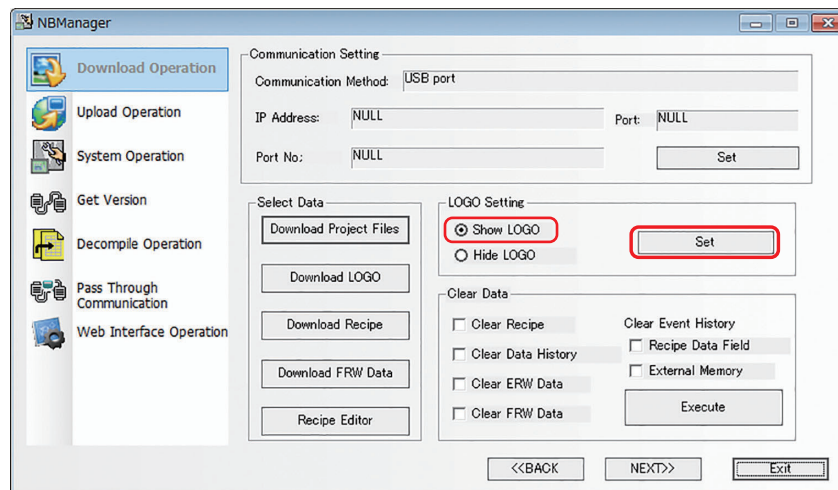 NBManager
Download Operation
Upload Operation
System Operation
Get Version
Decompile Operation
Pass Through
Communication
Web Interface Operation
Communication Setting
Communication Method: USB port
IP Address: NULL Port: NULL
Port No.: NULL Set
Select Data
Download Project Files
Download LOGO
Download Recipe
Download FRW Data
Recipe Editor
LOGO Setting
Show LOGO
Hide LOGO
Set
Clear Data
Clear Recipe
Clear Data History
Clear ERW Data
Clear FRW Data
Clear Event History
Recipe Data Field
External Memory
Execute
<<BACK NEXT>> Exit